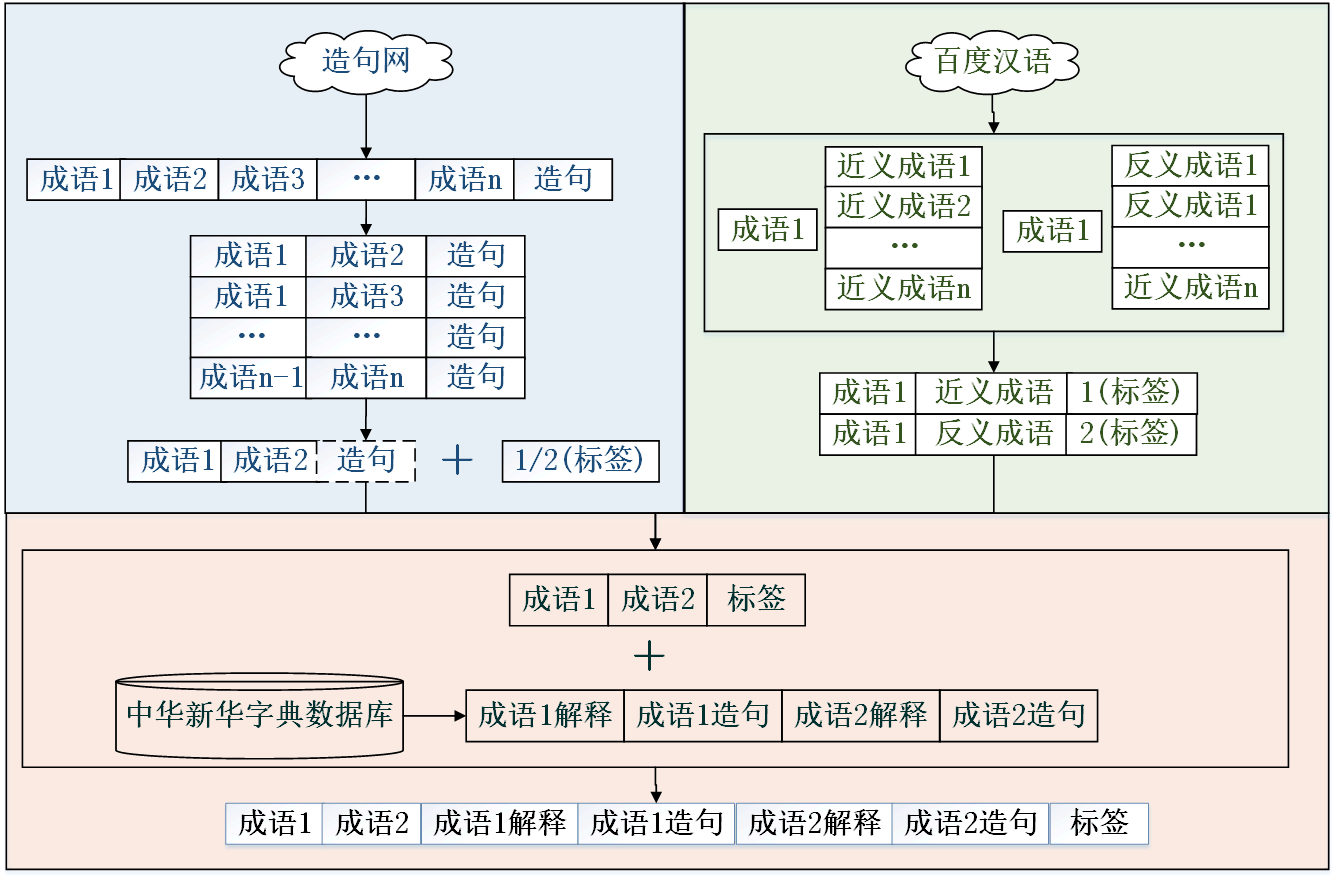 造句网
成语1 成语2 成语3 … 成语n 造句
成语1 成语2 造句
成语1 成语3 造句
… … 造句
成语n-1 成语n 造句
成语1 成语2 造句 + 1/2(标签)
百度汉语
成语1
近义成语1
近义成语2
…
近义成语n
成语1
反义成语1
反义成语1
…
近义成语n
成语1 近义成语 1(标签)
成语1 反义成语 2(标签)
成语1 成语2 标签
+
中华新华字典数据库
成语1解释 成语1造句 成语2解释 成语2造句
成语1 成语2 成语1解释 成语1造句 成语2解释 成语2造句 标签